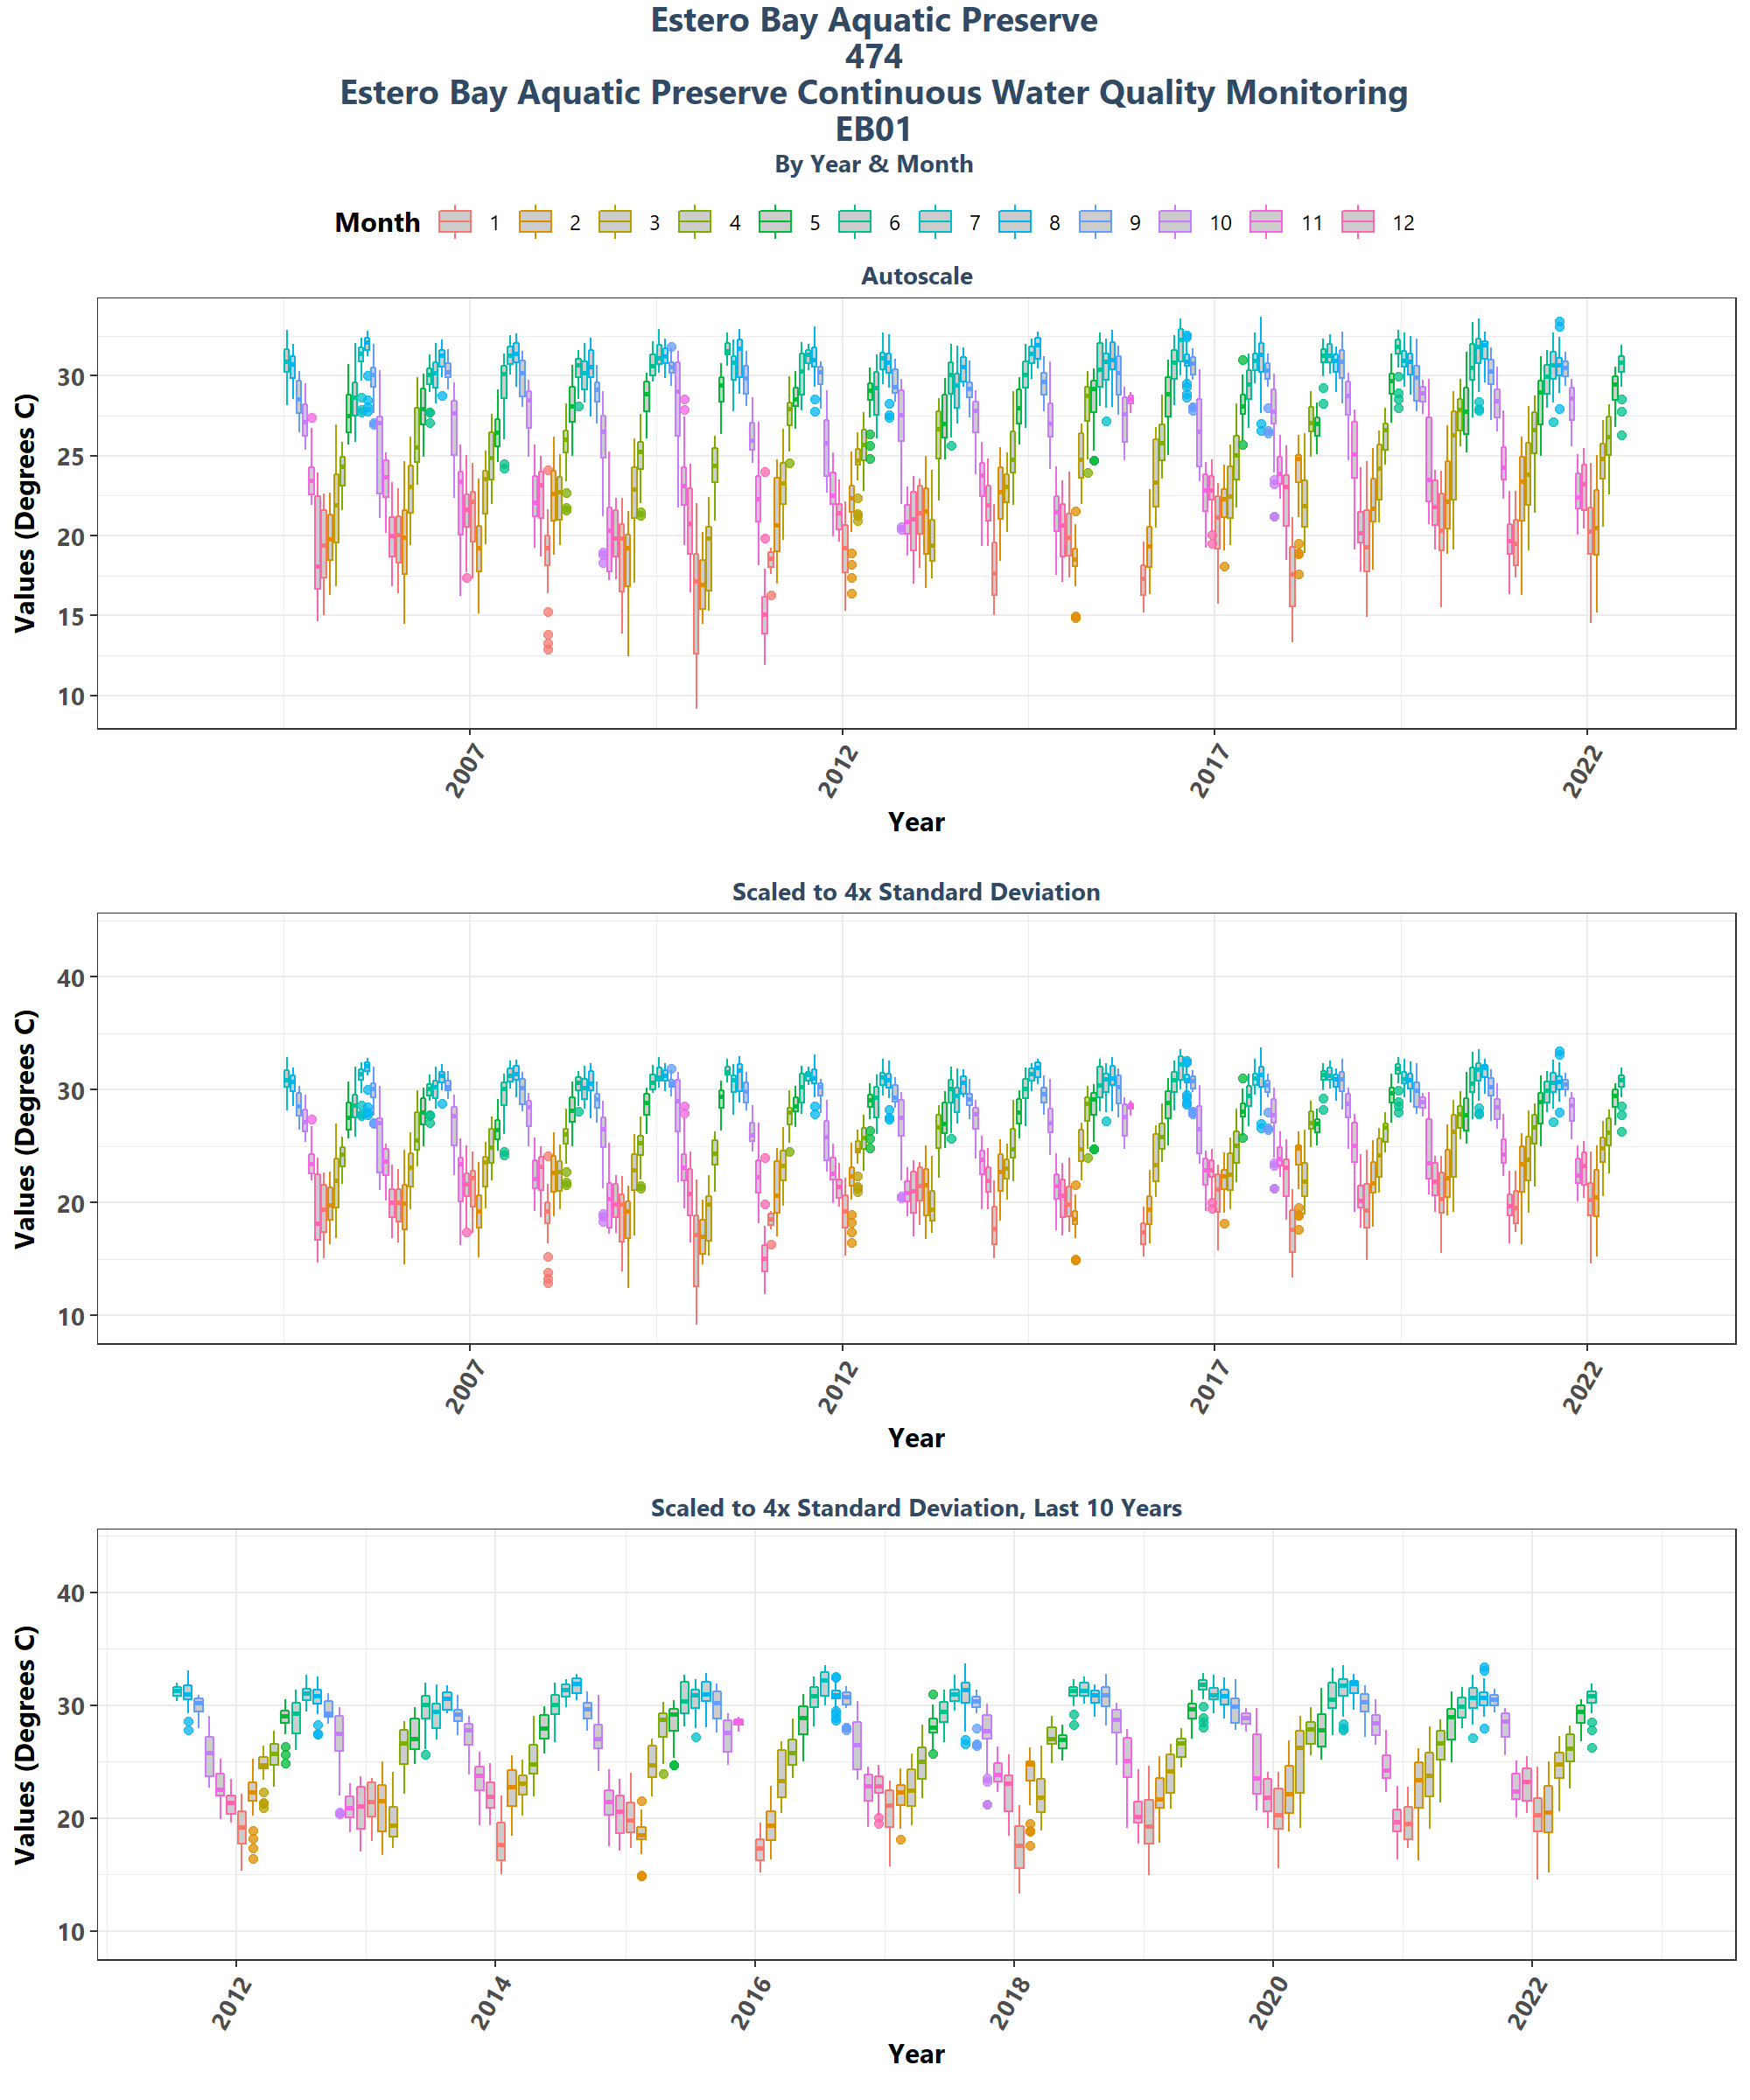 Estero Bay Aquatic Preserve
474
Estero Bay Aquatic Preserve Continuous Water Quality Monitoring
EB01
By Year & Month
Month 1 2 3 4 5 6 7 8 9 10 11 12
Autoscale
Values (Degrees C)
30
25
20
15
10
2007 2012 2017 2022
Year
Scaled to 4x Standard Deviation
Values (Degrees C)
40
30
20
10
2007 2012 2017 2022
Year
Scaled to 4x Standard Deviation, Last 10 Years
Values (Degrees C)
40
30
20
10
2012 2014 2016 2018 2020 2022
Year